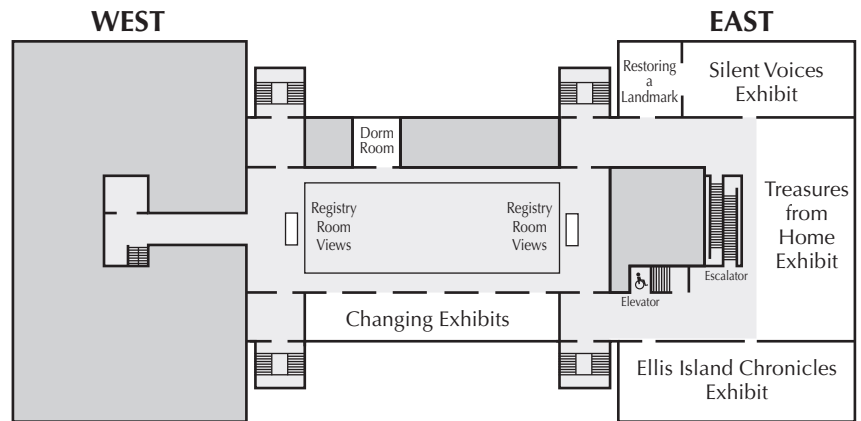 WEST
EAST
Restoring
a
Landmark
Silent Voices
Exhibit
Dorm
Room
Registry
Room
Views
Registry
Room
Views
Treasures
from
Home
Exhibit
Escalator
Elevator
Changing Exhibits
Ellis Island Chronicles
Exhibit